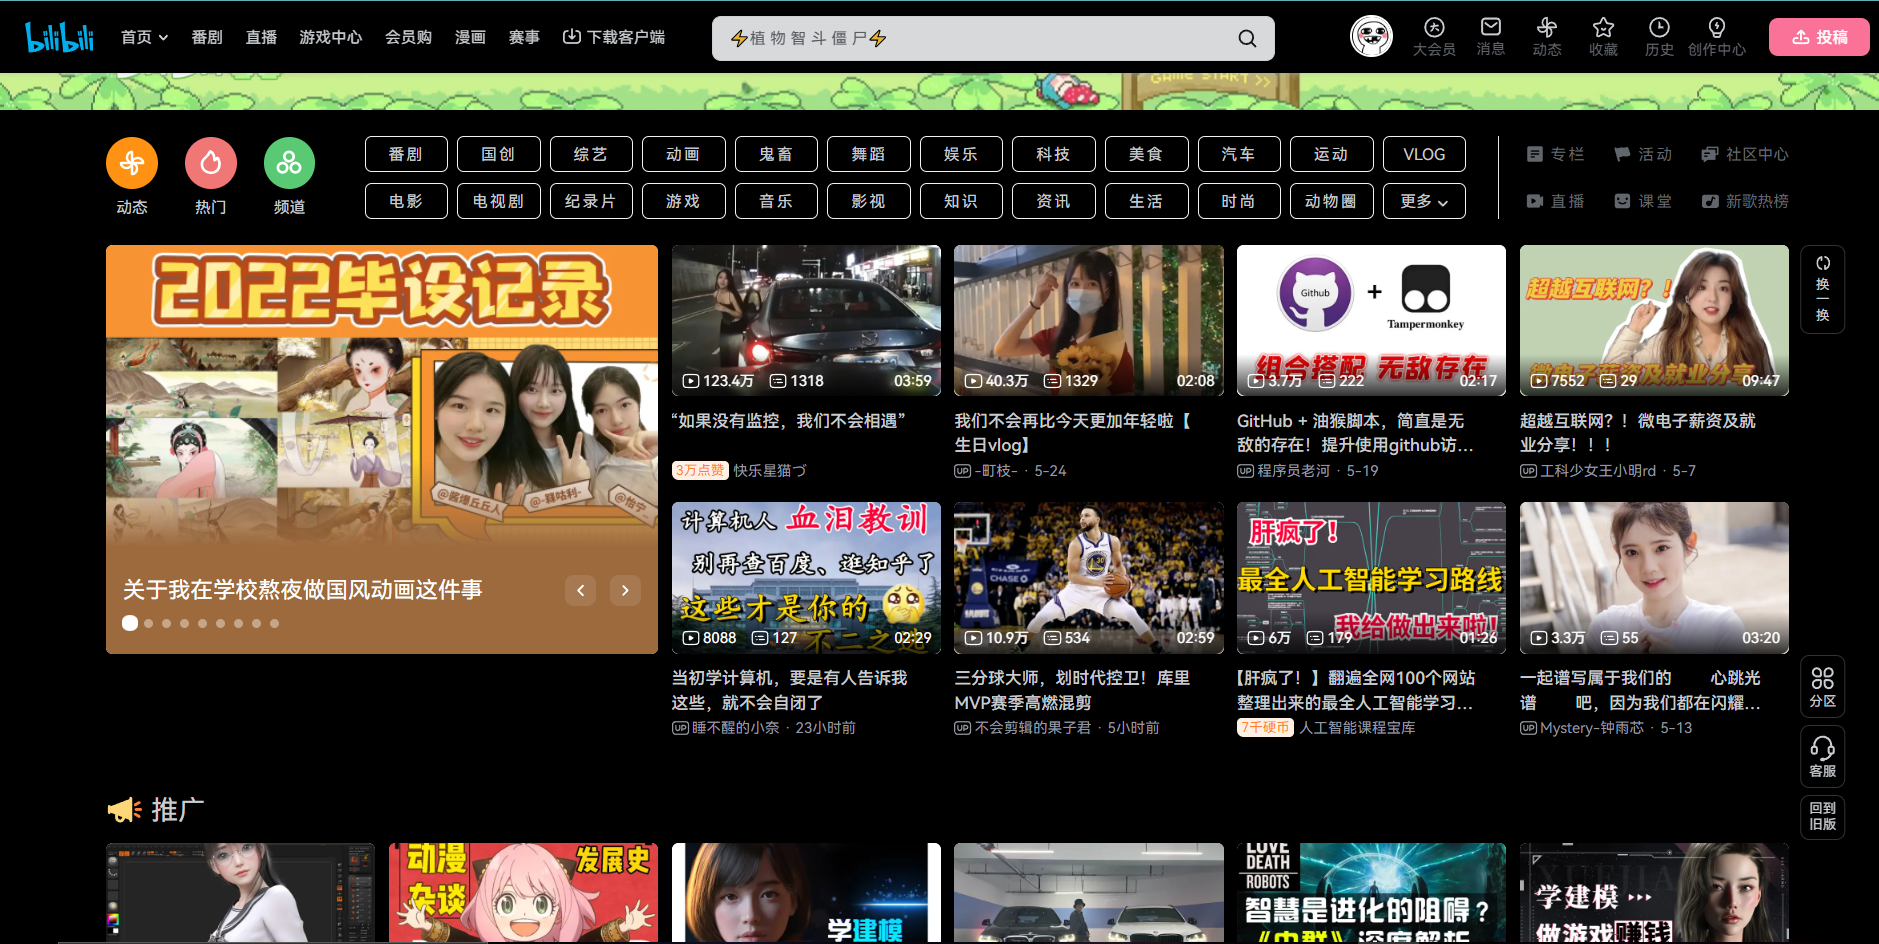 bilibili
首页 番剧 直播 游戏中心 会员购 漫画 赛事 下载客户端
⚡植物智斗僵尸⚡
大会员 消息 动态 收藏 历史 创作中心 投稿
GAME START >>
动态 热门 频道
番剧 国创 综艺 动画 鬼畜 舞蹈 娱乐 科技 美食 汽车 运动 VLOG
电影 电视剧 纪录片 游戏 音乐 影视 知识 资讯 生活 时尚 动物圈 更多
专栏 活动 社区中心
直播 课堂 新歌热榜
2022毕设记录
@酱爆丘丘人 @-槑咕利- @怡宁_
关于我在学校熬夜做国风动画这件事
123.4万 1318 03:59
“如果没有监控，我们不会相遇”
3万点赞 快乐星猫づ
40.3万 1329 02:08
我们不会再比今天更加年轻啦【
生日vlog】
UP -町枝- · 5-24
Github + Tampermonkey
组合搭配 无敌存在
3.7万 222 02:17
GitHub + 油猴脚本，简直是无
敌的存在！提升使用github访...
UP 程序员老河 · 5-19
超越互联网？！
微电子薪资及就业分享
7552 29 09:47
超越互联网？！微电子薪资及就
业分享！！！
UP 工科少女王小明rd · 5-7
换一换
计算机人 血泪教训
别再查百度、逛知乎了
这些才是你的
不二之选
8088 127 02:29
当初学计算机，要是有人告诉我
这些，就不会自闭了
UP 睡不醒的小奈 · 23小时前
CHASE
30
10.9万 534 02:59
三分球大师，划时代控卫！库里
MVP赛季高燃混剪
UP 不会剪辑的果子君 · 5小时前
肝疯了！
最全人工智能学习路线
我给做出来啦！
6万 179 01:26
【肝疯了！】翻遍全网100个网站
整理出来的最全人工智能学习...
7千硬币 人工智能课程宝库
3.3万 55 03:20
一起谱写属于我们的 心跳光
谱 吧，因为我们都在闪耀...
UP Mystery-钟雨芯 · 5-13
分区
客服
回到
旧版
推广
动漫
杂谈
发展史
学建模
LOVE
DEATH
ROBOTS
智慧是进化的阻碍？
《虫群》深度解析
学建模 ···
做游戏赚钱